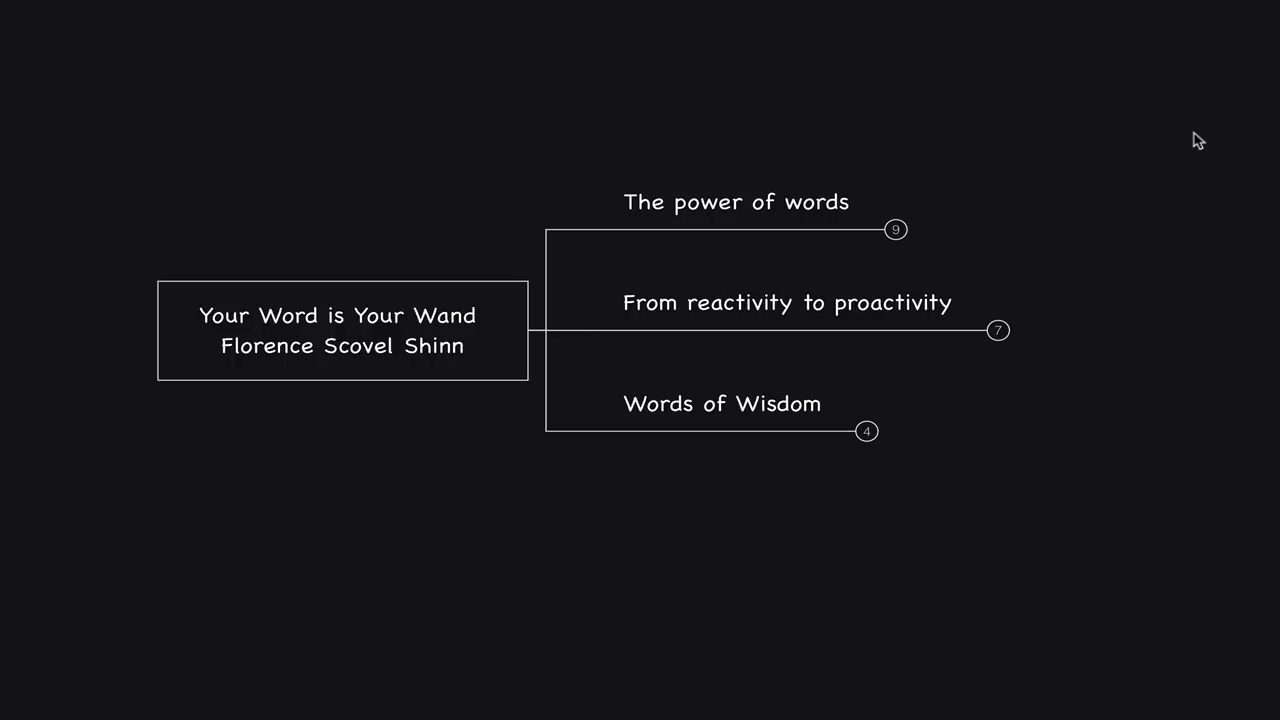 The power of words
9
From reactivity to proactivity
7
Your Word is Your Wand
Florence Scovel Shinn
Words of Wisdom
4